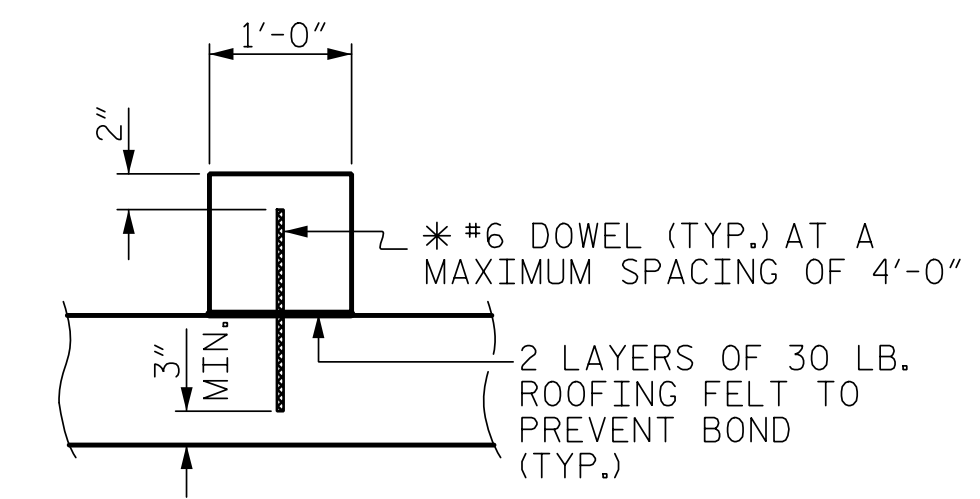 1'-0"
2"
✳ #6 DOWEL (TYP.) AT A
MAXIMUM SPACING OF 4'-0"
3"
MIN.
2 LAYERS OF 30 LB.
ROOFING FELT TO
PREVENT BOND
(TYP.)